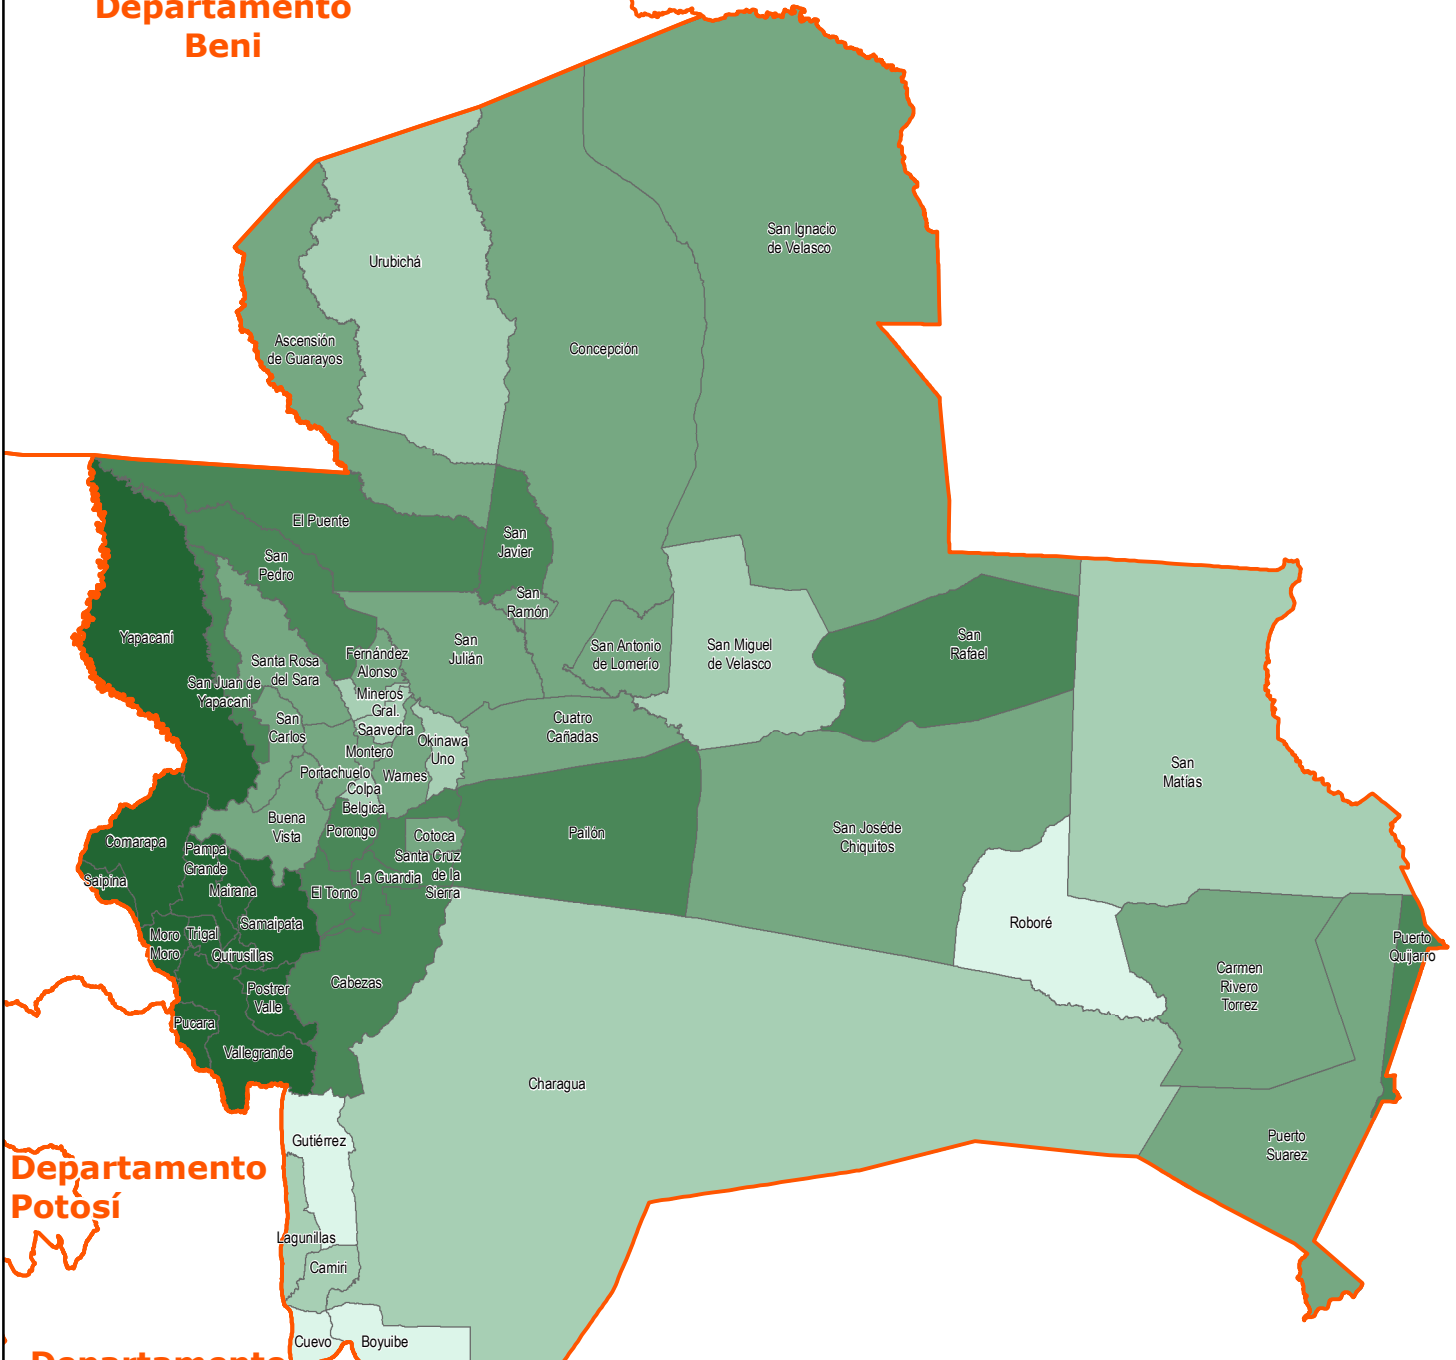 Departamento
Beni
San Ignacio
de Velasco
Urubichá
Ascensión
de Guarayos
Concepción
El Puente
San
Javier
San
Pedro
San
Ramón
Yapacaní
San
Julián
San Antonio
de Lomerío
San Miguel
de Velasco
San
Rafael
Fernández
Alonso
Santa Rosa
del Sara
San Juan de
Yapacaní
Mineros
Gral.
Saavedra
San
Carlos
Cuatro
Cañadas
Okinawa
Uno
Montero
Portachuelo
Warnes
Colpa
Belgica
San
Matías
Buena
Vista
Porongo
Cotoca
Pailón
San Joséde
Chiquitos
Comarapa
Pampa
Grande
Santa Cruz
de la
Sierra
La Guardia
Saipina
Mairana
El Torno
Samaipata
Roboré
Moro
Moro
Trigal
Quirusillas
Puerto
Quijarro
Cabezas
Carmen
Rivero
Torrez
Postrer
Valle
Pucara
Vallegrande
Charagua
Gutiérrez
Puerto
Suarez
Departamento
Potosí
Lagunillas
Camiri
Cuevo
Boyuibe
Departamento